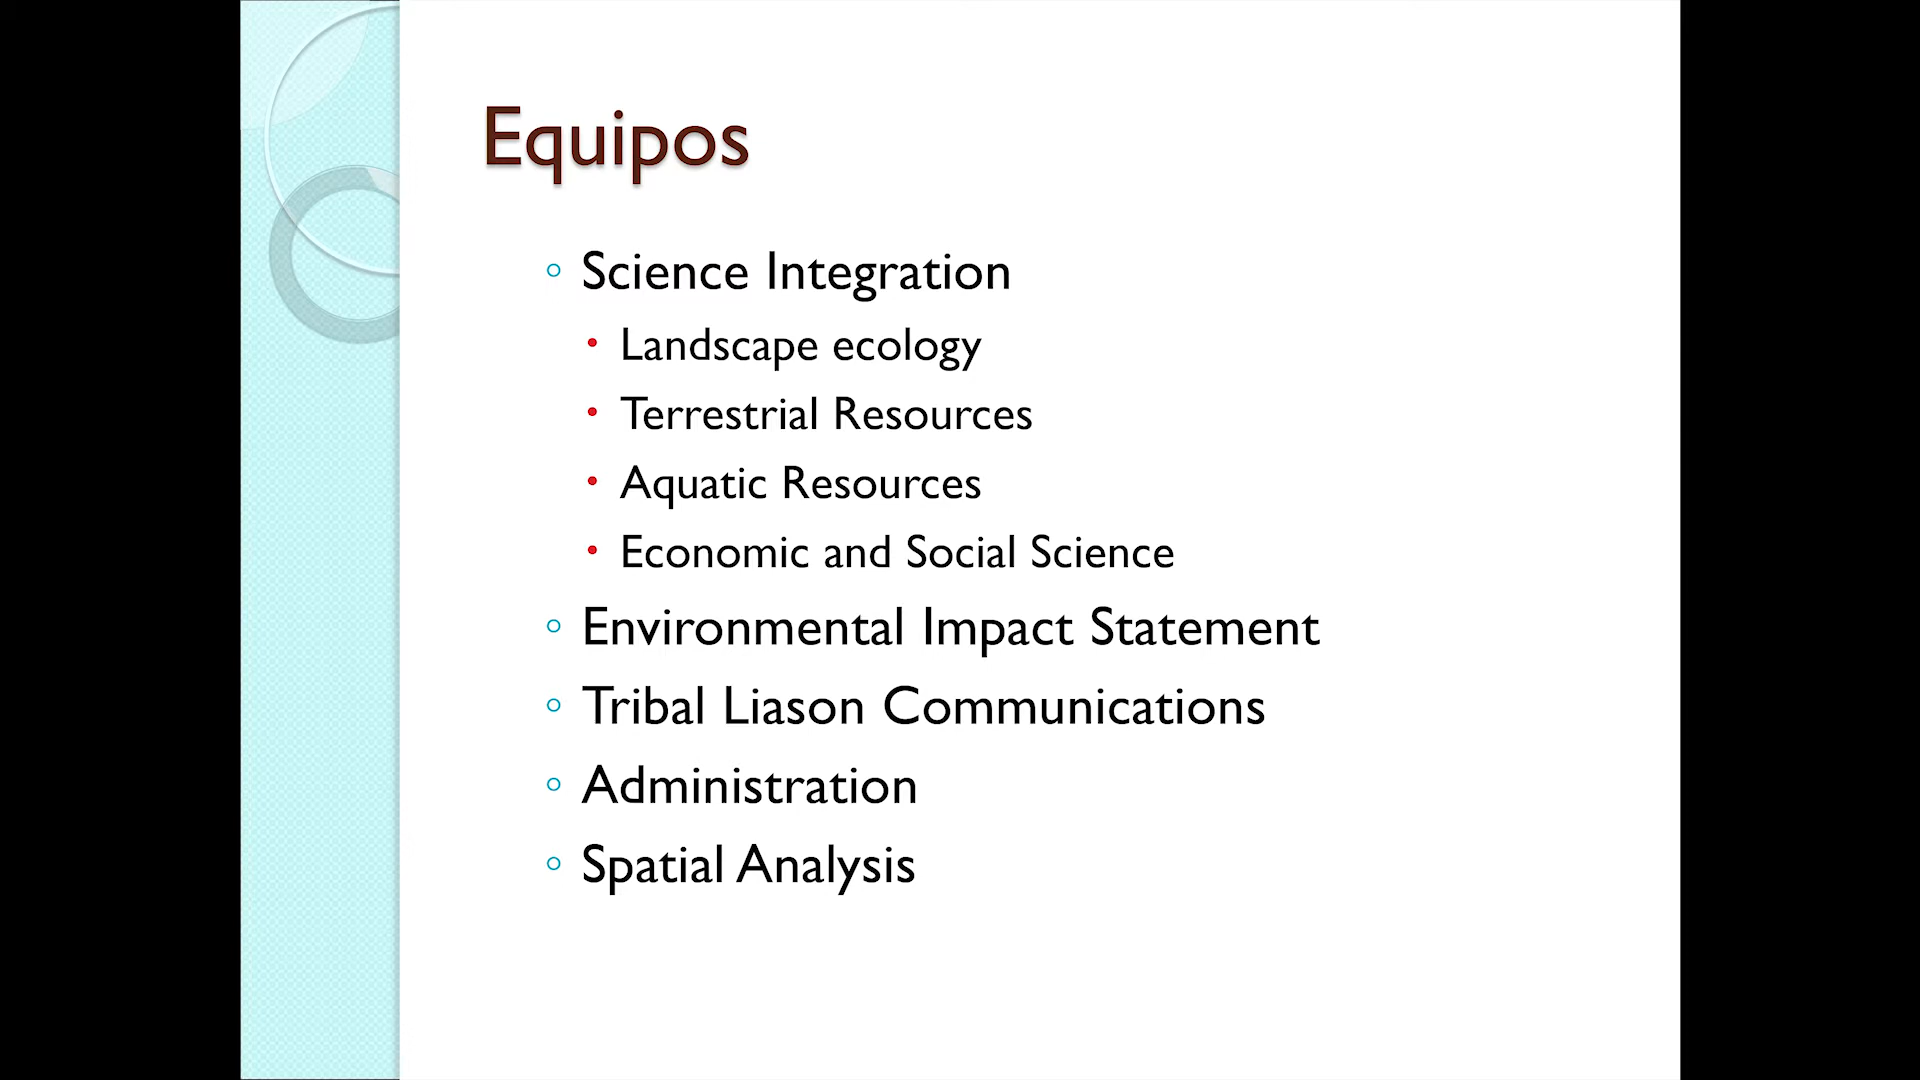 Equipos
Science Integration
Landscape ecology
Terrestrial Resources
Aquatic Resources
Economic and Social Science
Environmental Impact Statement
Tribal Liason Communications
Administration
Spatial Analysis